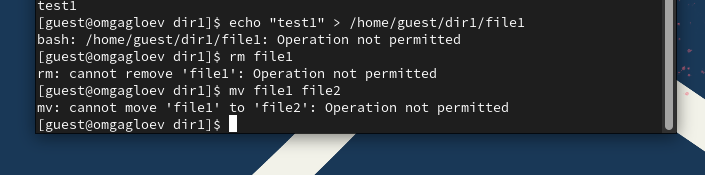 test1
[guest@omgagloev dir1]$ echo "test1" > /home/guest/dir1/file1
bash: /home/guest/dir1/file1: Operation not permitted
[guest@omgagloev dir1]$ rm file1
rm: cannot remove 'file1': Operation not permitted
[guest@omgagloev dir1]$ mv file1 file2
mv: cannot move 'file1' to 'file2': Operation not permitted
[guest@omgagloev dir1]$